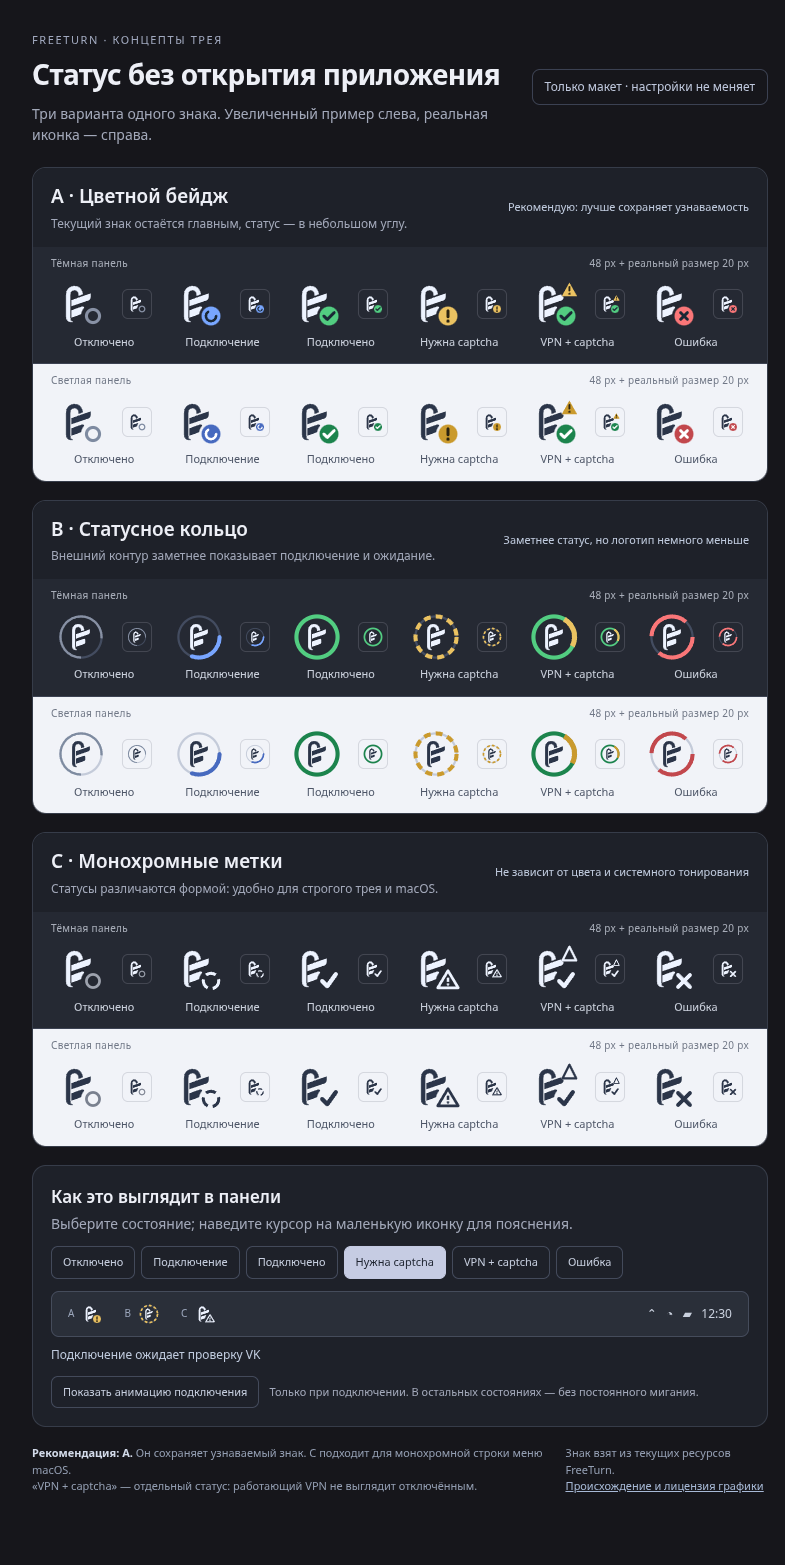 FREETURN · КОНЦЕПТЫ ТРЕЯ
Статус без открытия приложения
Только макет · настройки не меняет
Три варианта одного знака. Увеличенный пример слева, реальная
иконка — справа.
A · Цветной бейдж
Рекомендую: лучше сохраняет узнаваемость
Текущий знак остаётся главным, статус — в небольшом углу.
Тёмная панель
48 px + реальный размер 20 px
Отключено
Подключение
Подключено
Нужна captcha
VPN + captcha
Ошибка
Светлая панель
48 px + реальный размер 20 px
Отключено
Подключение
Подключено
Нужна captcha
VPN + captcha
Ошибка
B · Статусное кольцо
Заметнее статус, но логотип немного меньше
Внешний контур заметнее показывает подключение и ожидание.
Тёмная панель
48 px + реальный размер 20 px
Отключено
Подключение
Подключено
Нужна captcha
VPN + captcha
Ошибка
Светлая панель
48 px + реальный размер 20 px
Отключено
Подключение
Подключено
Нужна captcha
VPN + captcha
Ошибка
C · Монохромные метки
Не зависит от цвета и системного тонирования
Статусы различаются формой: удобно для строгого трея и macOS.
Тёмная панель
48 px + реальный размер 20 px
Отключено
Подключение
Подключено
Нужна captcha
VPN + captcha
Ошибка
Светлая панель
48 px + реальный размер 20 px
Отключено
Подключение
Подключено
Нужна captcha
VPN + captcha
Ошибка
Как это выглядит в панели
Выберите состояние; наведите курсор на маленькую иконку для пояснения.
Отключено
Подключение
Подключено
Нужна captcha
VPN + captcha
Ошибка
A
B
C
12:30
Подключение ожидает проверку VK
Показать анимацию подключения
Только при подключении. В остальных состояниях — без постоянного мигания.
Рекомендация: A. Он сохраняет узнаваемый знак. C подходит для монохромной строки меню
macOS.
«VPN + captcha» — отдельный статус: работающий VPN не выглядит отключённым.
Знак взят из текущих ресурсов
FreeTurn.
Происхождение и лицензия графики